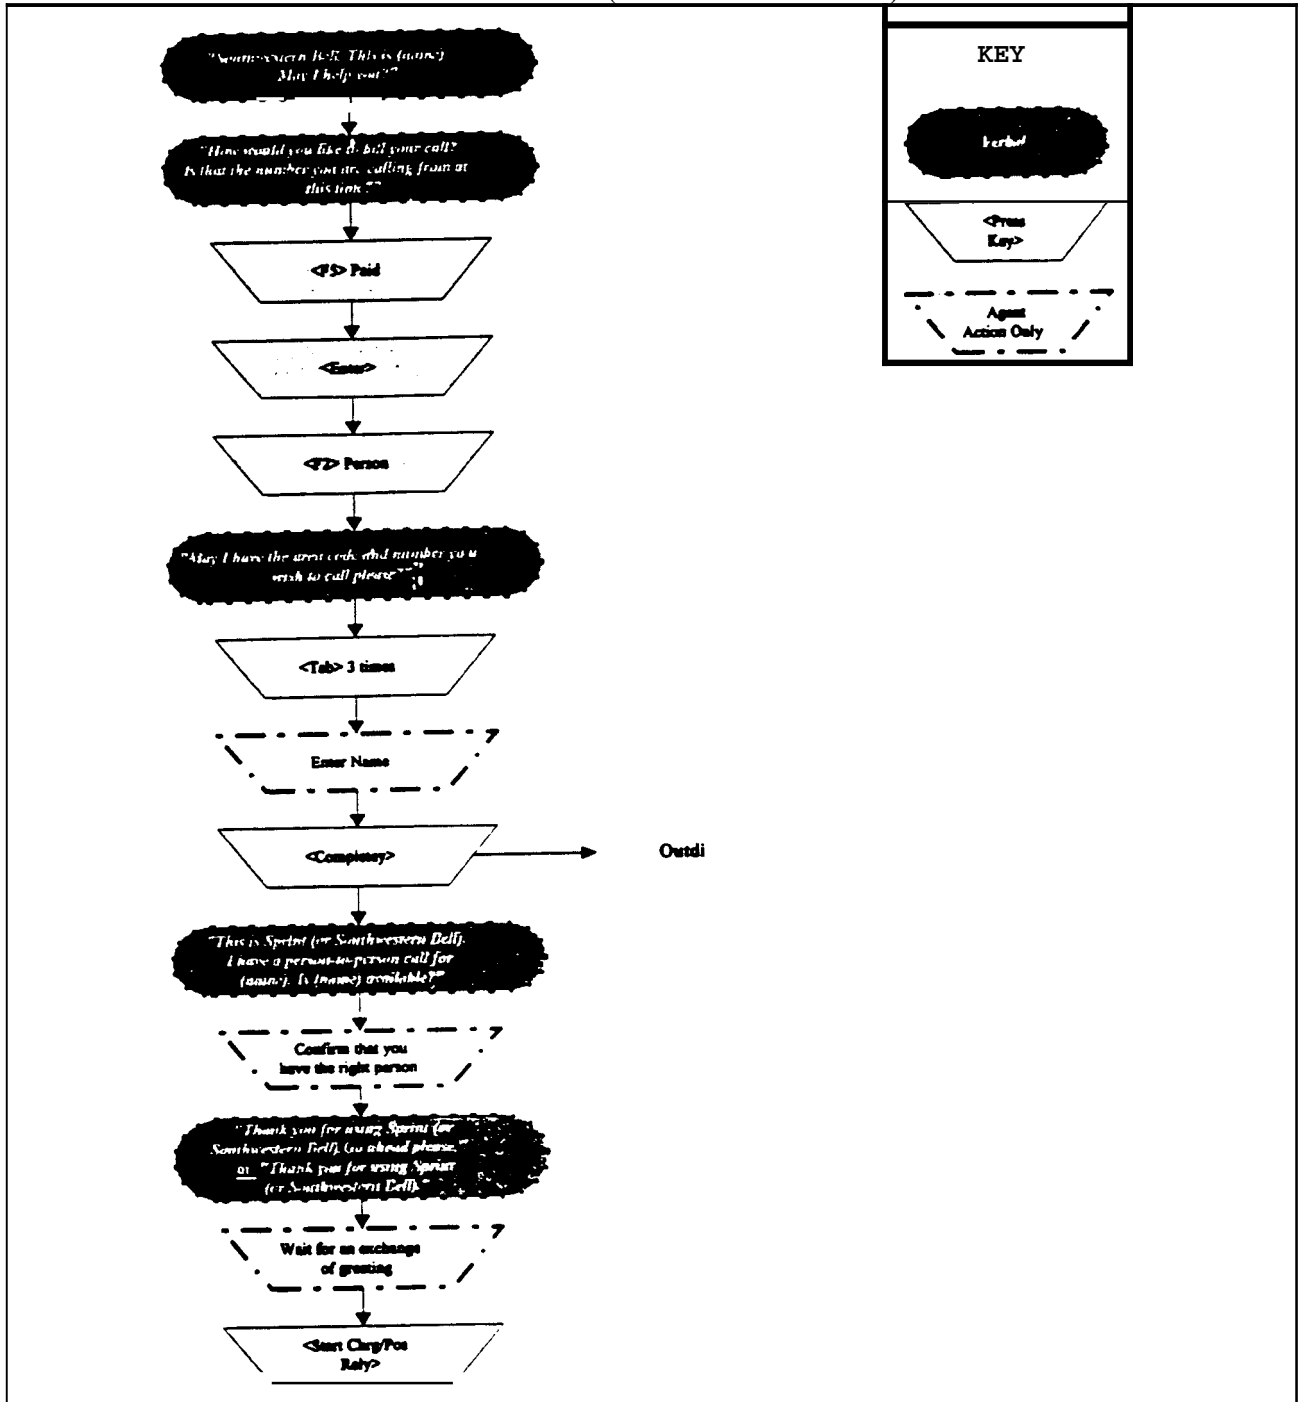 "Southwestern Bell. This is (name)
May I help you?"
"How would you like to bill your call?
Is that the number you are calling from at
this time?"
<F5> Paid
<Enter>
<F2> Person
"May I have the area code and number you
wish to call please?"
<Tab> 3 times
Enter Name
<Completey>
Outdi
"This is Sprint (or Southwestern Bell).
I have a person-to-person call for
(name). Is (name) available?"
Confirm that you
have the right person
"Thank you for using Sprint (or
Southwestern Bell). Go ahead please."
or "Thank you for using Sprint
(or Southwestern Bell)."
Wait for an exchange
of greeting
<Start Chrg/Pos
Rely>
KEY
Verbal
<Press
Key>
Agent
Action Only